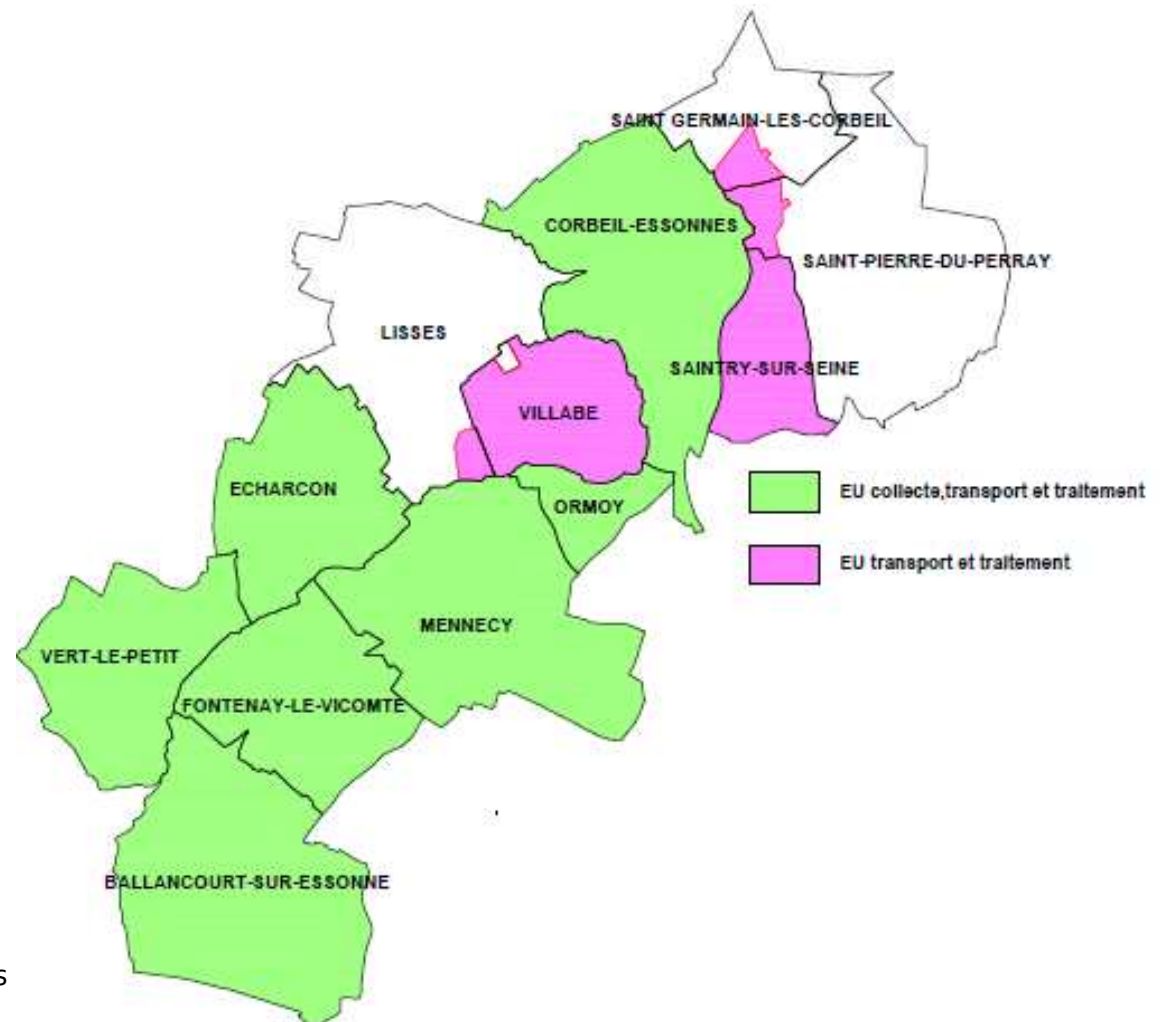 SAINT GERMAIN-LES-CORBEIL
CORBEIL-ESSONNES
SAINT-PIERRE-DU-PERRAY
LISSES
SAINTRY-SUR-SEINE
VILLABE
ECHARCON
ORMOY
EU collecte,transport et traitement
EU transport et traitement
MENNECY
VERT-LE-PETIT
FONTENAY-LE-VICOMTE
BALLANCOURT-SUR-ESSONNE
s